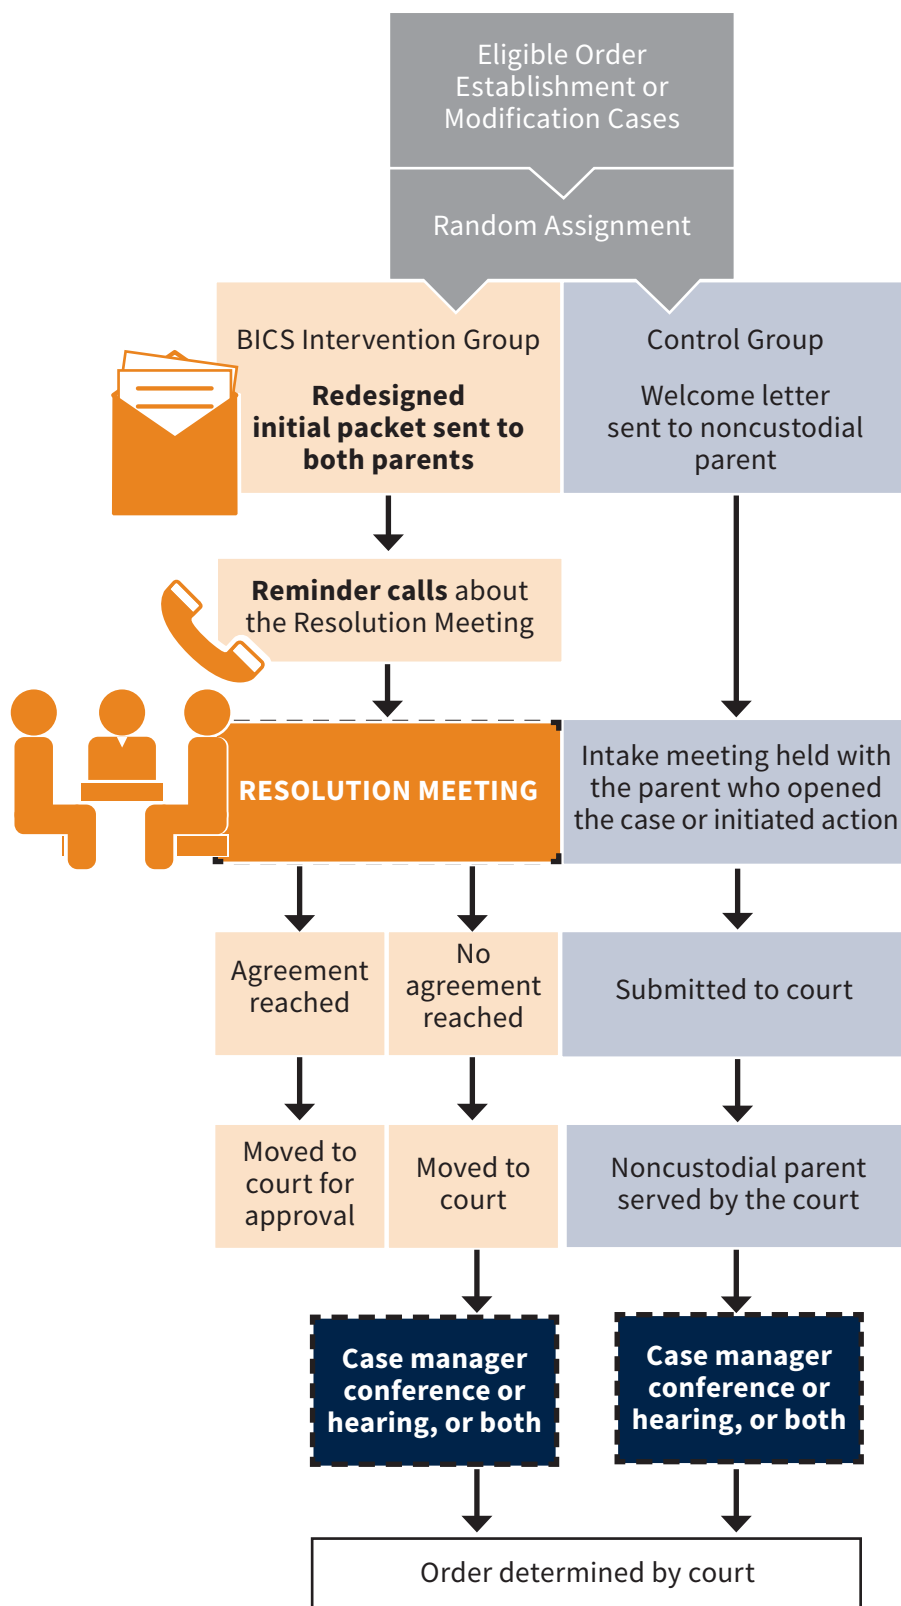 Eligible Order
Establishment or
Modification Cases
Random Assignment
BICS Intervention Group
Redesigned
initial packet sent to
both parents
Control Group
Welcome letter
sent to noncustodial
parent
Reminder calls about
the Resolution Meeting
RESOLUTION MEETING
Intake meeting held with
the parent who opened
the case or initiated action
Agreement
reached
No
agreement
reached
Submitted to court
Moved to
court for
approval
Moved to
court
Noncustodial parent
served by the court
Case manager
conference or
hearing, or both
Case manager
conference or
hearing, or both
Order determined by court